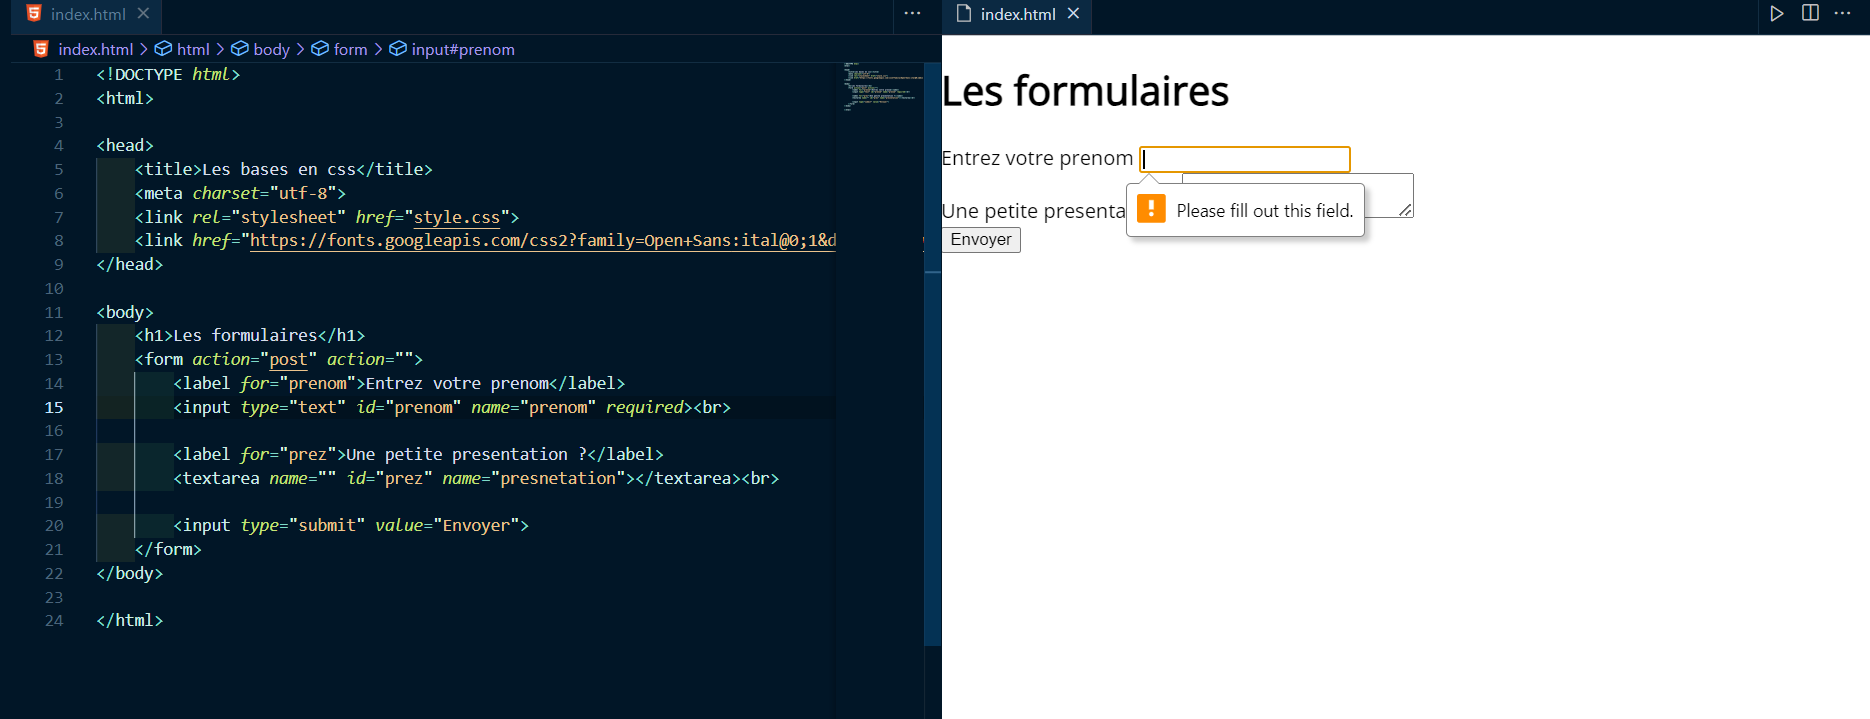 index.html
index.html > html > body > form > input#prenom
1 <!DOCTYPE html>
2 <html>
3
4 <head>
5 <title>Les bases en css</title>
6 <meta charset="utf-8">
7 <link rel="stylesheet" href="style.css">
8 <link href="https://fonts.googleapis.com/css2?family=Open+Sans:ital@0;1&d
9 </head>
10
11 <body>
12 <h1>Les formulaires</h1>
13 <form action="post" action="">
14 <label for="prenom">Entrez votre prenom</label>
15 <input type="text" id="prenom" name="prenom" required><br>
16
17 <label for="prez">Une petite presentation ?</label>
18 <textarea name="" id="prez" name="presnetation"></textarea><br>
19
20 <input type="submit" value="Envoyer">
21 </form>
22 </body>
23
24 </html>
index.html
Les formulaires
Entrez votre prenom
Une petite presenta
Please fill out this field.
Envoyer